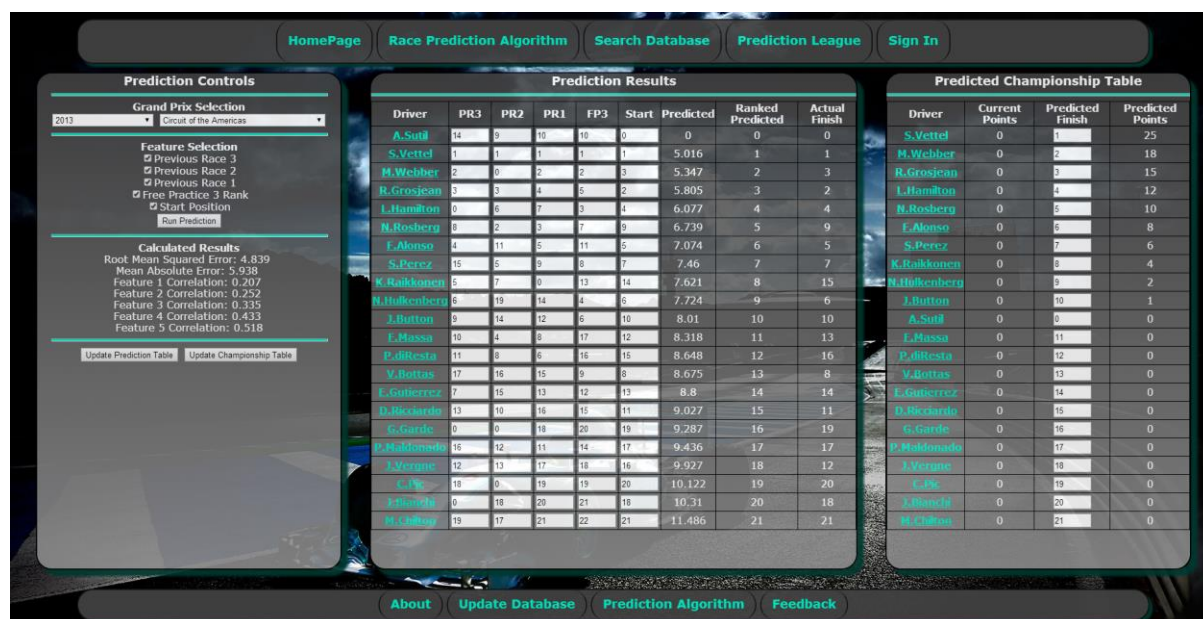 HomePage Race Prediction Algorithm Search Database Prediction League Sign In
Prediction Controls
Grand Prix Selection
2013 Circuit of the Americas
Feature Selection
Previous Race 3
Previous Race 2
Previous Race 1
Free Practice 3 Rank
Start Position
Run Prediction
Calculated Results
Root Mean Squared Error: 4.839
Mean Absolute Error: 5.938
Feature 1 Correlation: 0.207
Feature 2 Correlation: 0.252
Feature 3 Correlation: 0.335
Feature 4 Correlation: 0.433
Feature 5 Correlation: 0.518
Update Prediction Table Update Championship Table
Prediction Results
Driver PR3 PR2 PR1 FP3 Start Predicted Ranked Predicted Actual Finish
A.Sutil 14 9 10 10 0 0 0 0
S.Vettel 1 1 1 1 1 5.016 1 1
M.Webber 2 0 2 2 3 5.347 2 3
R.Grosjean 3 3 4 5 2 5.805 3 2
L.Hamilton 0 6 7 3 4 6.077 4 4
N.Rosberg 8 2 3 7 9 6.739 5 9
F.Alonso 4 11 5 11 5 7.074 6 5
S.Perez 15 5 9 8 7 7.46 7 7
K.Raikkonen 5 7 0 13 14 7.621 8 15
N.Hulkenberg 6 19 14 4 6 7.724 9 6
J.Button 9 14 12 6 10 8.01 10 10
F.Massa 10 4 8 17 12 8.318 11 13
P.diResta 11 8 6 16 15 8.648 12 16
V.Bottas 17 16 15 9 8 8.675 13 8
E.Gutierrez 7 15 13 12 13 8.8 14 14
D.Ricciardo 13 10 16 15 11 9.027 15 11
G.Garde 0 0 18 20 19 9.287 16 19
P.Maldonado 16 12 11 14 17 9.436 17 17
J.Vergne 12 13 17 18 16 9.927 18 12
C.Pic 18 0 19 19 20 10.122 19 20
J.Bianchi 0 18 20 21 18 10.31 20 18
M.Chilton 19 17 21 22 21 11.486 21 21
Predicted Championship Table
Driver Current Points Predicted Finish Predicted Points
S.Vettel 0 1 25
M.Webber 0 2 18
R.Grosjean 0 3 15
L.Hamilton 0 4 12
N.Rosberg 0 5 10
F.Alonso 0 6 8
S.Perez 0 7 6
K.Raikkonen 0 8 4
N.Hulkenberg 0 9 2
J.Button 0 10 1
A.Sutil 0 0 0
F.Massa 0 11 0
P.diResta 0 12 0
V.Bottas 0 13 0
E.Gutierrez 0 14 0
D.Ricciardo 0 15 0
G.Garde 0 16 0
P.Maldonado 0 17 0
J.Vergne 0 18 0
C.Pic 0 19 0
J.Bianchi 0 20 0
M.Chilton 0 21 0
About Update Database Prediction Algorithm Feedback